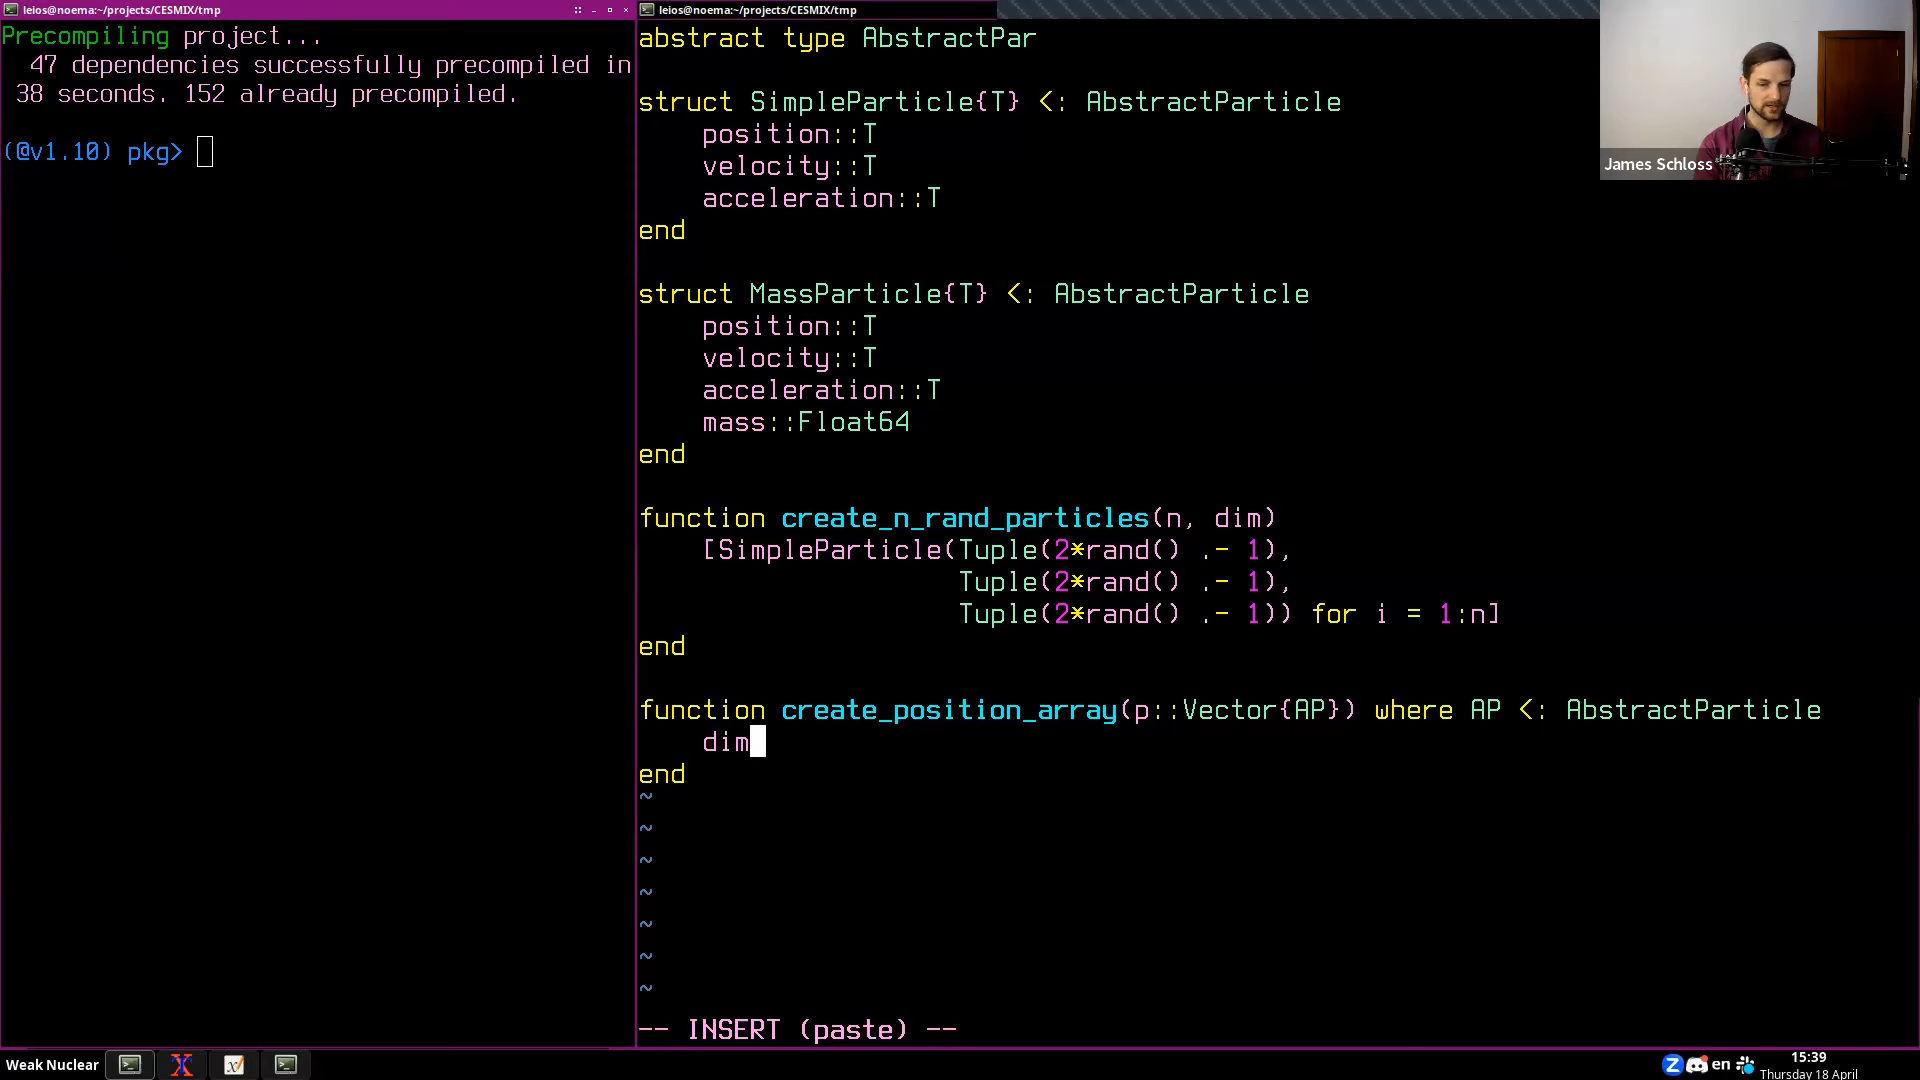 leios@noema:~/projects/CESMIX/tmp
Precompiling project...
47 dependencies successfully precompiled in
38 seconds. 152 already precompiled.
(@v1.10) pkg>
leios@noema:~/projects/CESMIX/tmp
abstract type AbstractPar
struct SimpleParticle{T} <: AbstractParticle
    position::T
    velocity::T
    acceleration::T
end
struct MassParticle{T} <: AbstractParticle
    position::T
    velocity::T
    acceleration::T
    mass::Float64
end
function create_n_rand_particles(n, dim)
    [SimpleParticle(Tuple(2*rand() .- 1),
                    Tuple(2*rand() .- 1),
                    Tuple(2*rand() .- 1)) for i = 1:n]
end
function create_position_array(p::Vector{AP}) where AP <: AbstractParticle
    dim
end
~
~
~
~
~
~
~
-- INSERT (paste) --
James Schloss
Weak Nuclear
en
15:39
Thursday 18 April